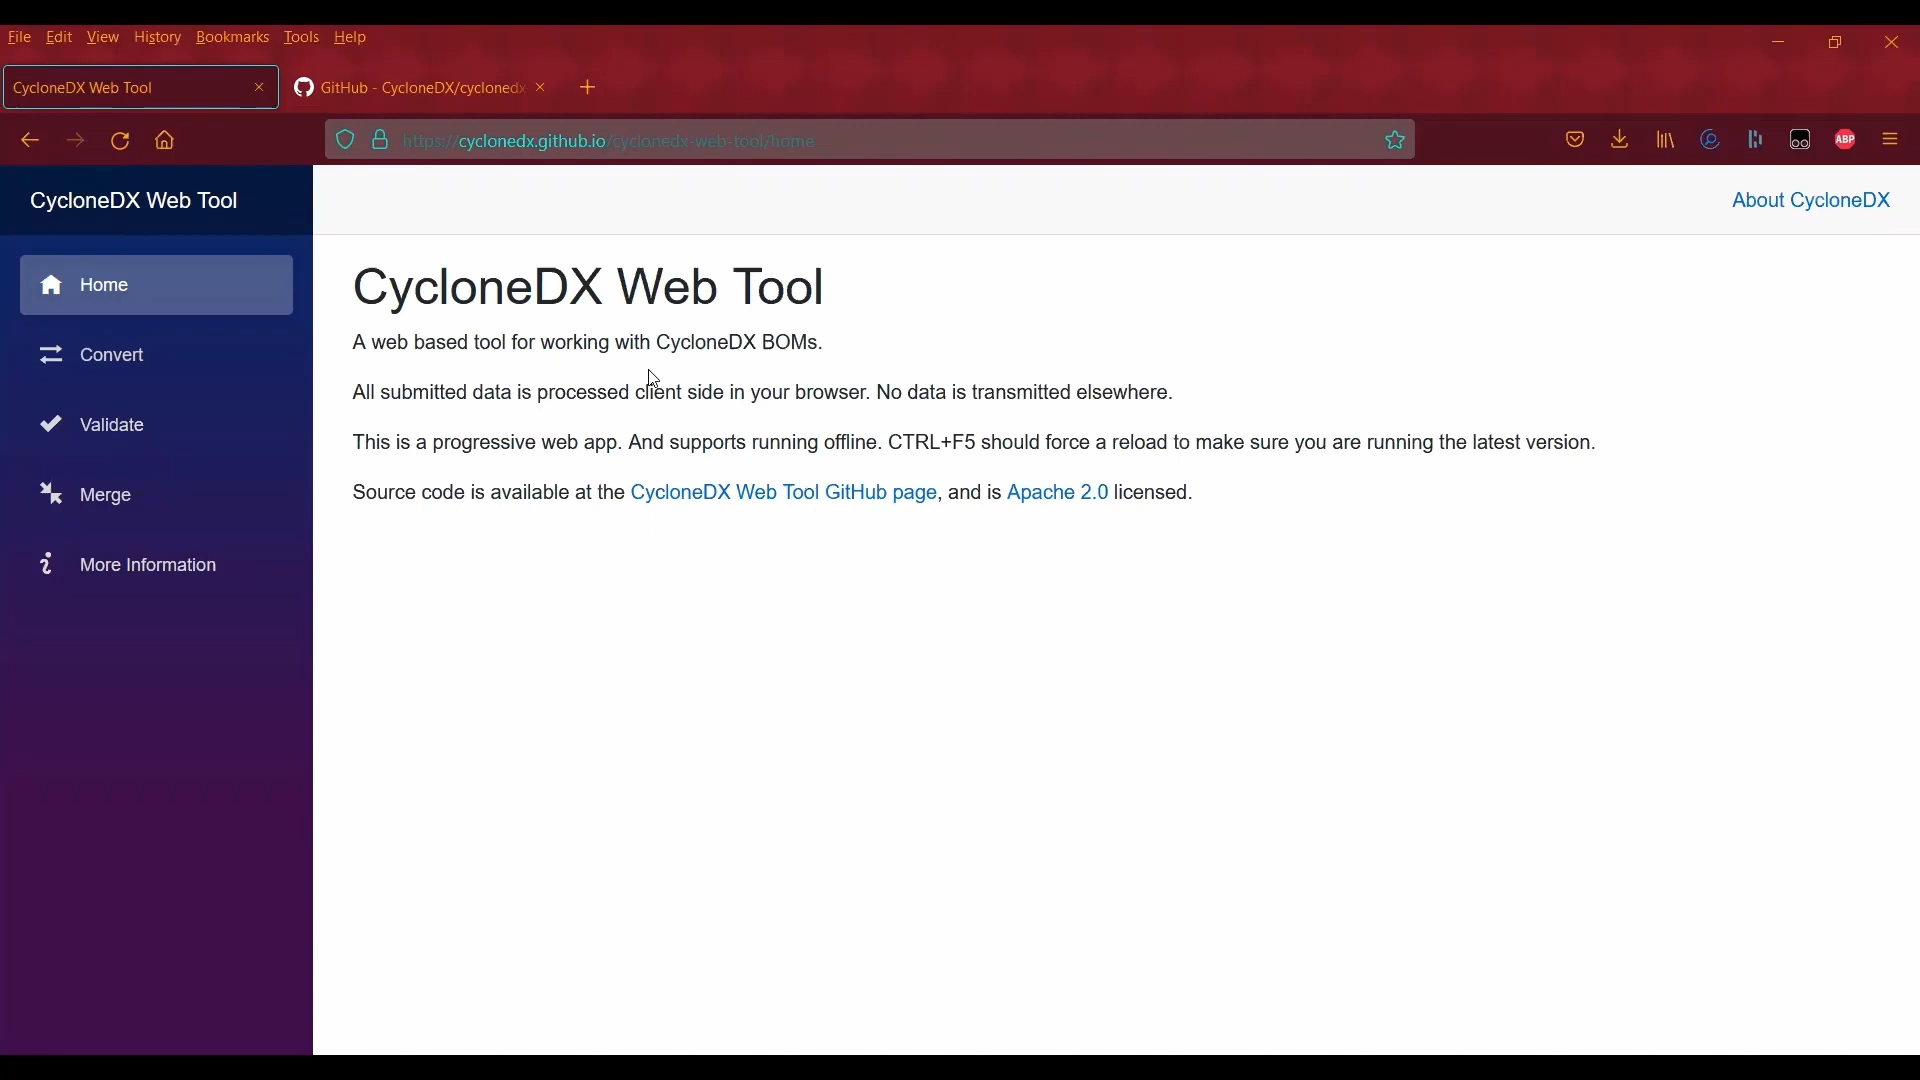 File Edit View History Bookmarks Tools Help
CycloneDX Web Tool
GitHub - CycloneDX/cyclonedx
https://cyclonedx.github.io/cyclonedx-web-tool/home
ABP
CycloneDX Web Tool
About CycloneDX
Home
Convert
Validate
Merge
More Information
CycloneDX Web Tool
A web based tool for working with CycloneDX BOMs.
All submitted data is processed client side in your browser. No data is transmitted elsewhere.
This is a progressive web app. And supports running offline. CTRL+F5 should force a reload to make sure you are running the latest version.
Source code is available at the CycloneDX Web Tool GitHub page, and is Apache 2.0 licensed.